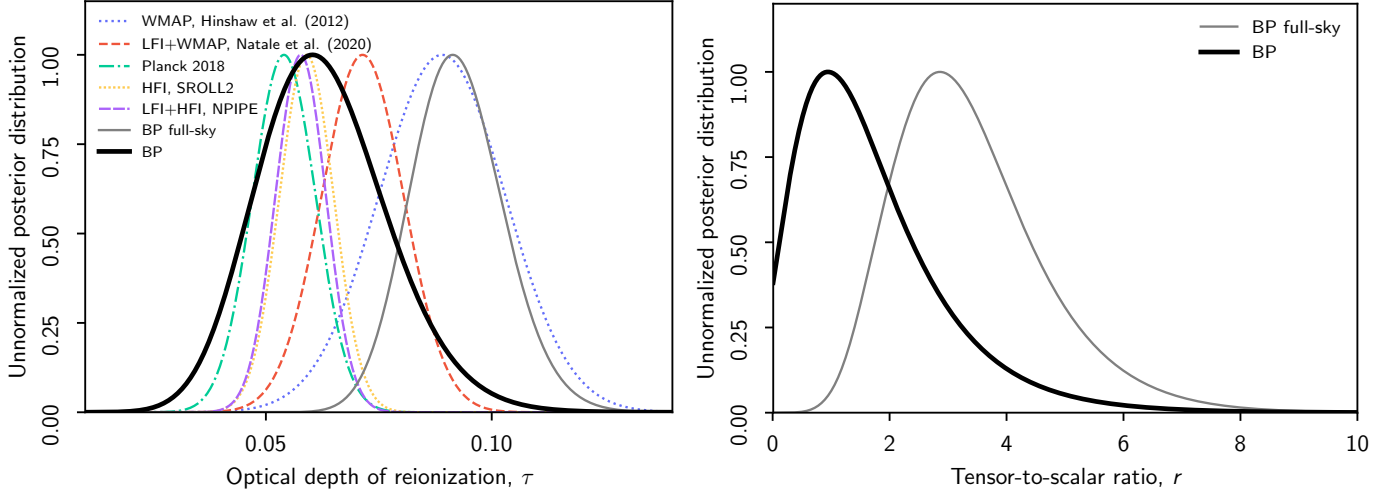 WMAP, Hinshaw et al. (2012)
LFI+WMAP, Natale et al. (2020)
Planck 2018
HFI, SROLL2
LFI+HFI, NPIPE
BP full-sky
BP
Unnormalized posterior distribution
0.00
0.25
0.50
0.75
1.00
0.05
0.10
Optical depth of reionization, τ
BP full-sky
BP
Unnormalized posterior distribution
0.00
0.25
0.50
0.75
1.00
0
2
4
6
8
10
Tensor-to-scalar ratio, r